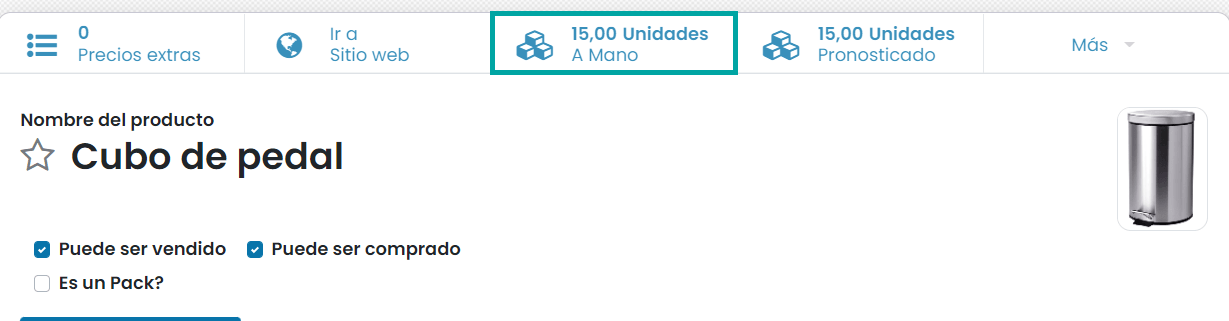 0
Precios extras
Ir a
Sitio web
15,00 Unidades
A Mano
15,00 Unidades
Pronosticado
Más
Nombre del producto
Cubo de pedal
Puede ser vendido Puede ser comprado
Es un Pack?